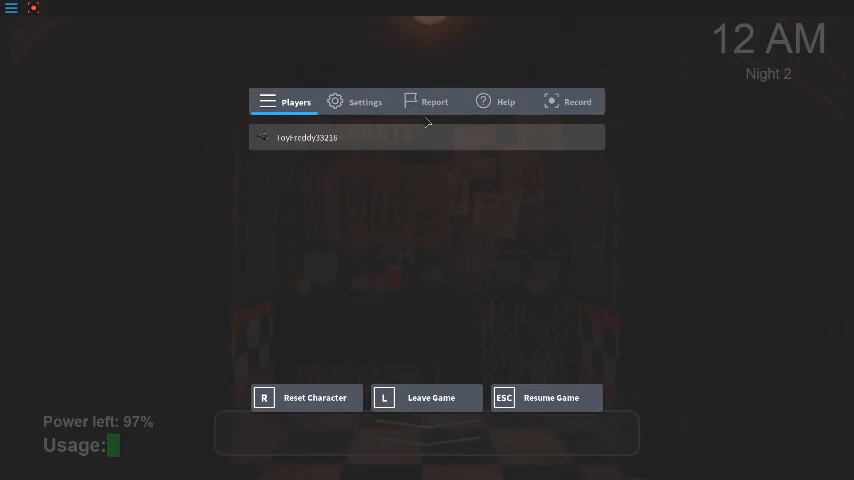 12 AM
Night 2
Players Settings Report Help Record
ToyFreddy33216
R Reset Character L Leave Game ESC Resume Game
Power left: 97%
Usage: